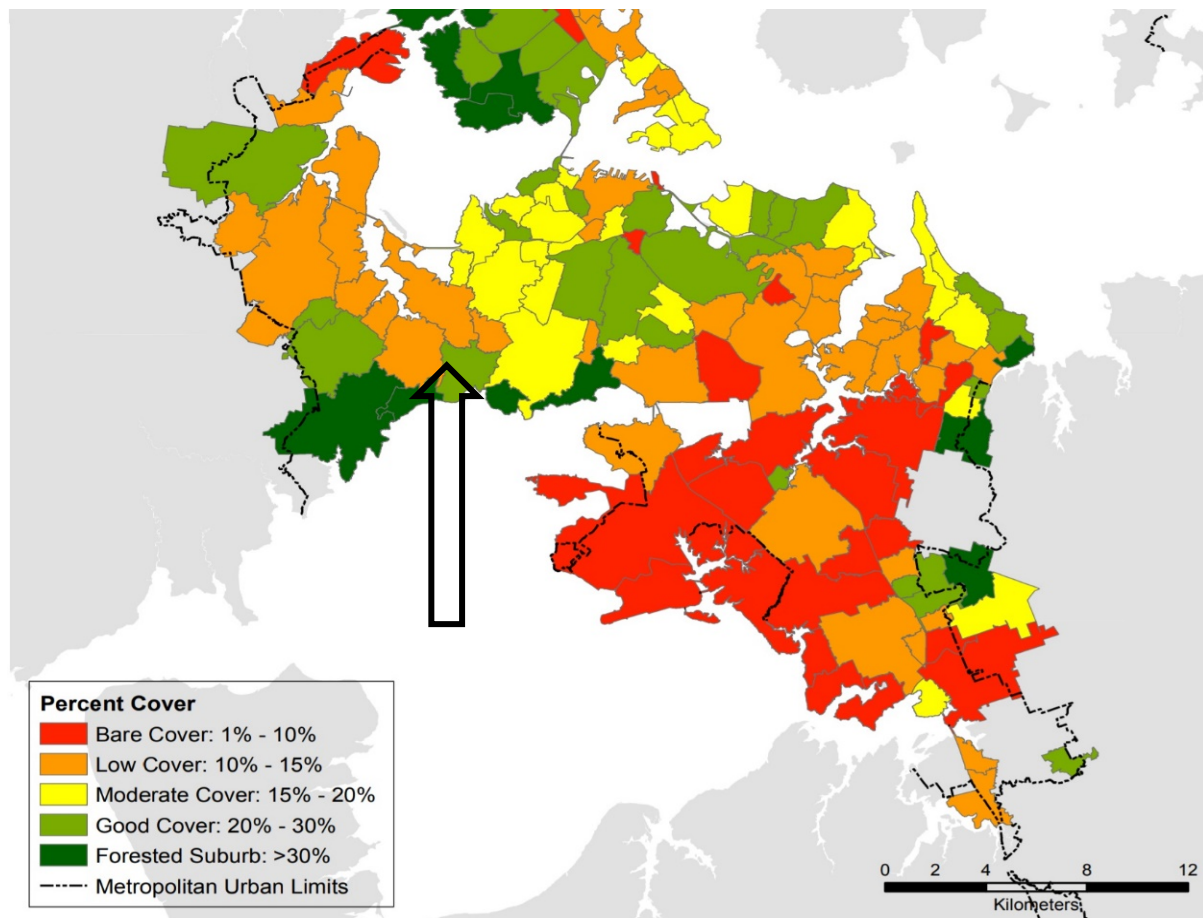 Percent Cover
Bare Cover: 1% - 10%
Low Cover: 10% - 15%
Moderate Cover: 15% - 20%
Good Cover: 20% - 30%
Forested Suburb: >30%
Metropolitan Urban Limits
0 2 4 8 12
Kilometers